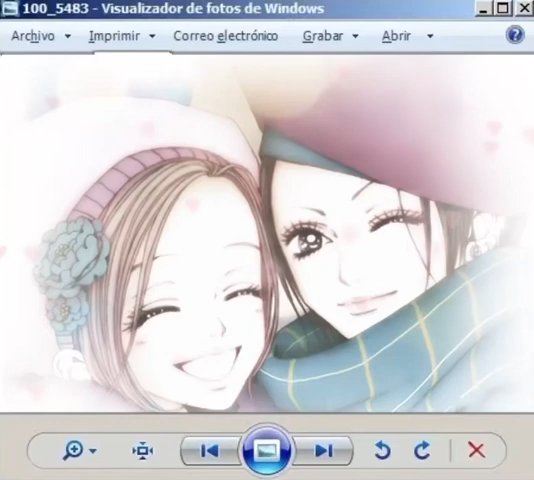 100_5483 - Visualizador de fotos de Windows
Archivo Imprimir Correo electrónico Grabar Abrir ?